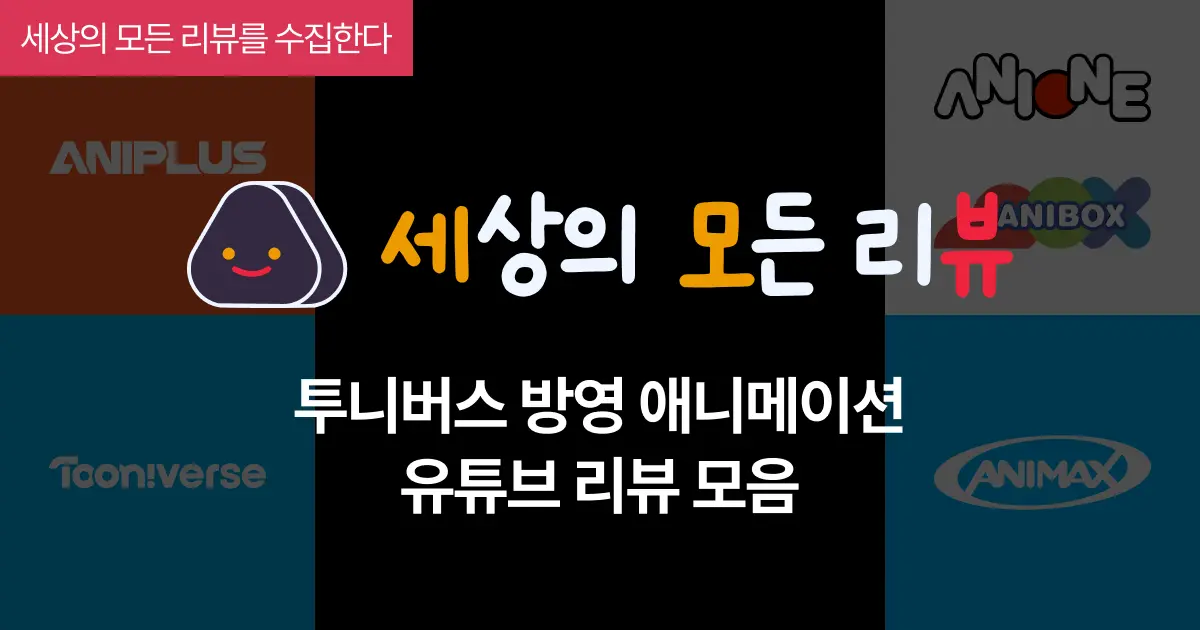 세상의 모든 리뷰를 수집한다
ANIONE
ANIPLUS
세상의 모든 리뷰
ANIBOX
투니버스 방영 애니메이션
유튜브 리뷰 모음
Tooniverse
ANIMAX